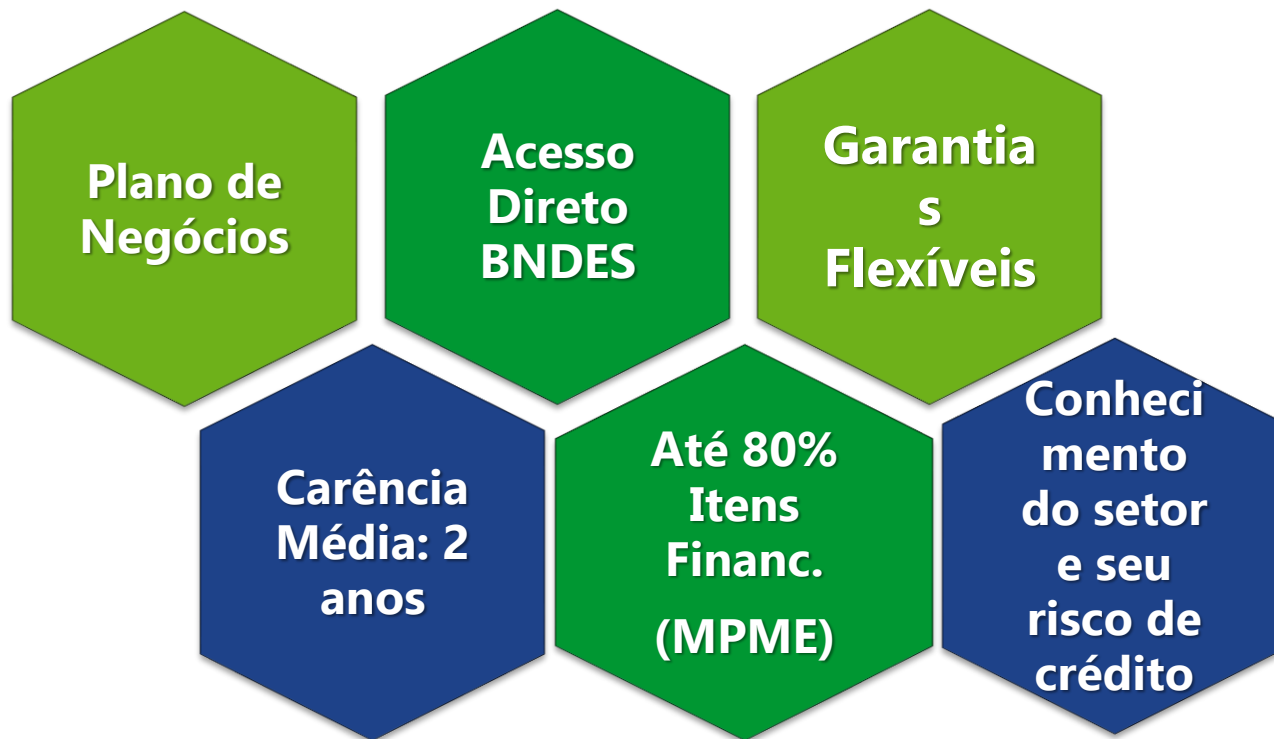 Plano de
Negócios
Acesso
Direto
BNDES
Garantia
s
Flexíveis
Carência
Média: 2
anos
Até 80%
Itens
Financ.
(MPME)
Conheci
mento
do setor
e seu
risco de
crédito